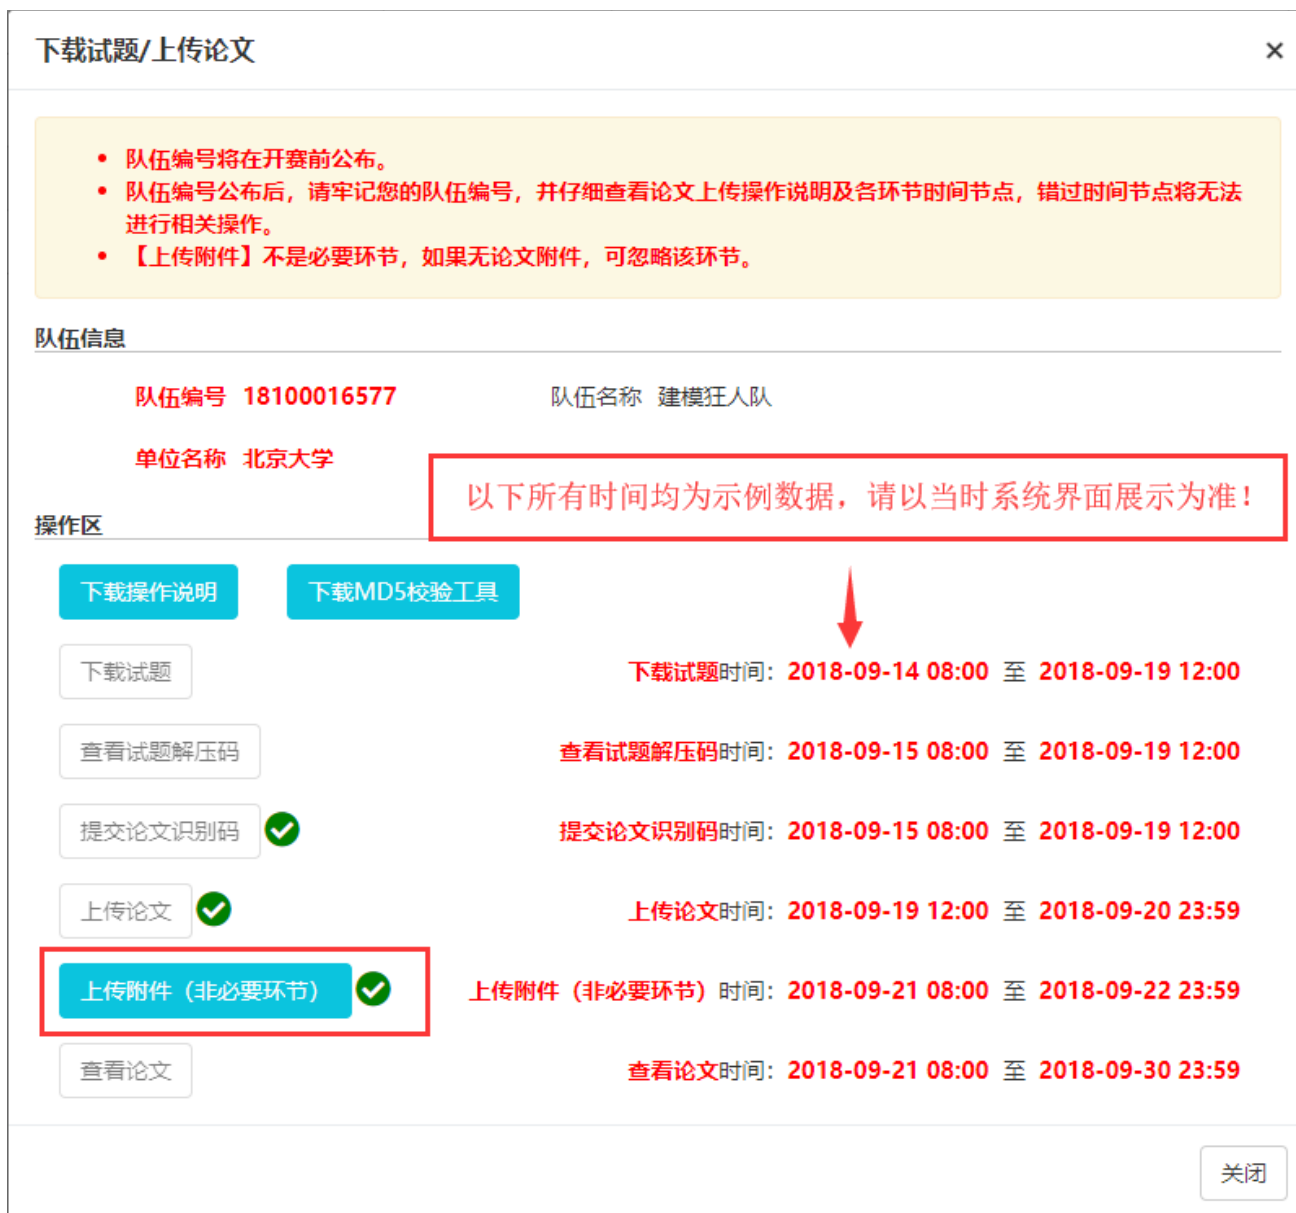 下载试题/上传论文
×
队伍编号将在开赛前公布。
队伍编号公布后，请牢记您的队伍编号，并仔细查看论文上传操作说明及各环节时间节点，错过时间节点将无法
进行相关操作。
【上传附件】不是必要环节，如果无论文附件，可忽略该环节。
队伍信息
队伍编号 18100016577 队伍名称 建模狂人队
单位名称 北京大学
以下所有时间均为示例数据，请以当时系统界面展示为准！
操作区
下载操作说明 下载MD5校验工具
下载试题 下载试题时间：2018-09-14 08:00 至 2018-09-19 12:00
查看试题解压码 查看试题解压码时间：2018-09-15 08:00 至 2018-09-19 12:00
提交论文识别码 提交论文识别码时间：2018-09-15 08:00 至 2018-09-19 12:00
上传论文 上传论文时间：2018-09-19 12:00 至 2018-09-20 23:59
上传附件（非必要环节） 上传附件（非必要环节）时间：2018-09-21 08:00 至 2018-09-22 23:59
查看论文 查看论文时间：2018-09-21 08:00 至 2018-09-30 23:59
关闭